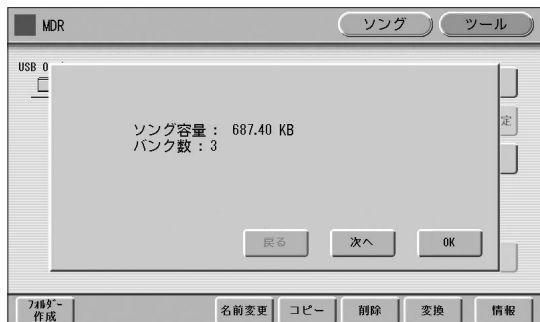 MDR
ソング
ツール
USB 0
定
ソング容量 : 687.40 KB
バンク数 : 3
戻る
次へ
OK
フォルダー
作成
名前変更
コピー
削除
変換
情報